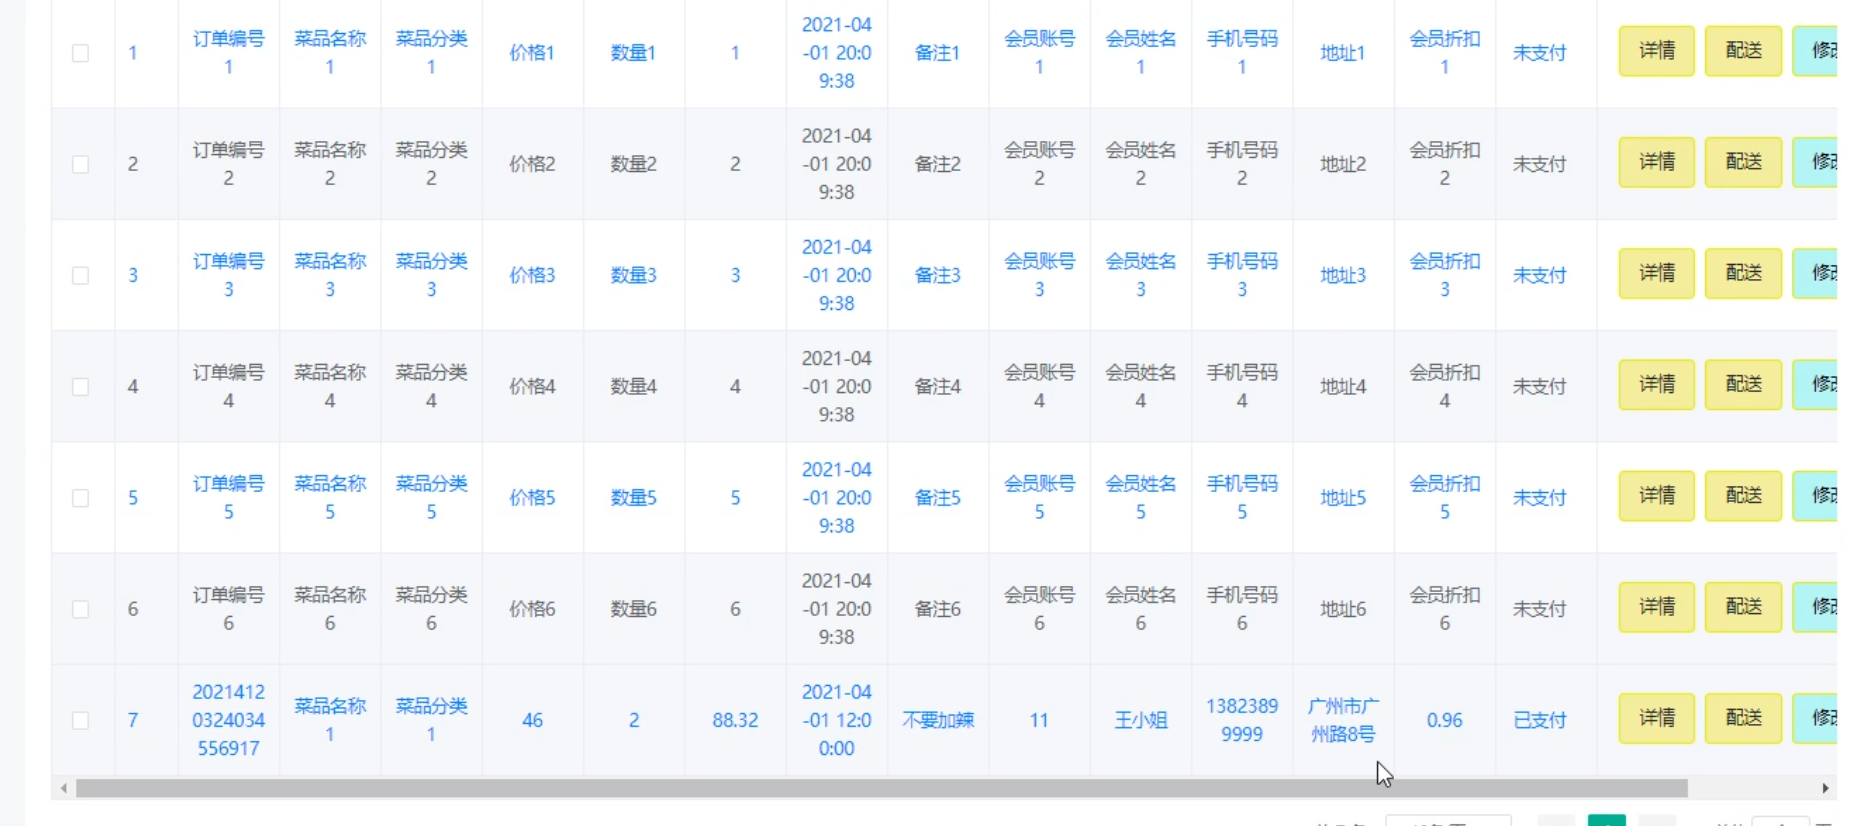 1 订单编号1 菜品名称1 菜品分类1 价格1 数量1 1 2021-04-01 20:09:38 备注1 会员账号1 会员姓名1 手机号码1 地址1 会员折扣1 未支付 详情 配送
2 订单编号2 菜品名称2 菜品分类2 价格2 数量2 2 2021-04-01 20:09:38 备注2 会员账号2 会员姓名2 手机号码2 地址2 会员折扣2 未支付 详情 配送
3 订单编号3 菜品名称3 菜品分类3 价格3 数量3 3 2021-04-01 20:09:38 备注3 会员账号3 会员姓名3 手机号码3 地址3 会员折扣3 未支付 详情 配送
4 订单编号4 菜品名称4 菜品分类4 价格4 数量4 4 2021-04-01 20:09:38 备注4 会员账号4 会员姓名4 手机号码4 地址4 会员折扣4 未支付 详情 配送
5 订单编号5 菜品名称5 菜品分类5 价格5 数量5 5 2021-04-01 20:09:38 备注5 会员账号5 会员姓名5 手机号码5 地址5 会员折扣5 未支付 详情 配送
6 订单编号6 菜品名称6 菜品分类6 价格6 数量6 6 2021-04-01 20:09:38 备注6 会员账号6 会员姓名6 手机号码6 地址6 会员折扣6 未支付 详情 配送
7 20214120324034556917 菜品名称1 菜品分类1 46 2 88.32 2021-04-01 12:00:00 不要加辣 11 王小姐 13823899999 广州市广州路8号 0.96 已支付 详情 配送